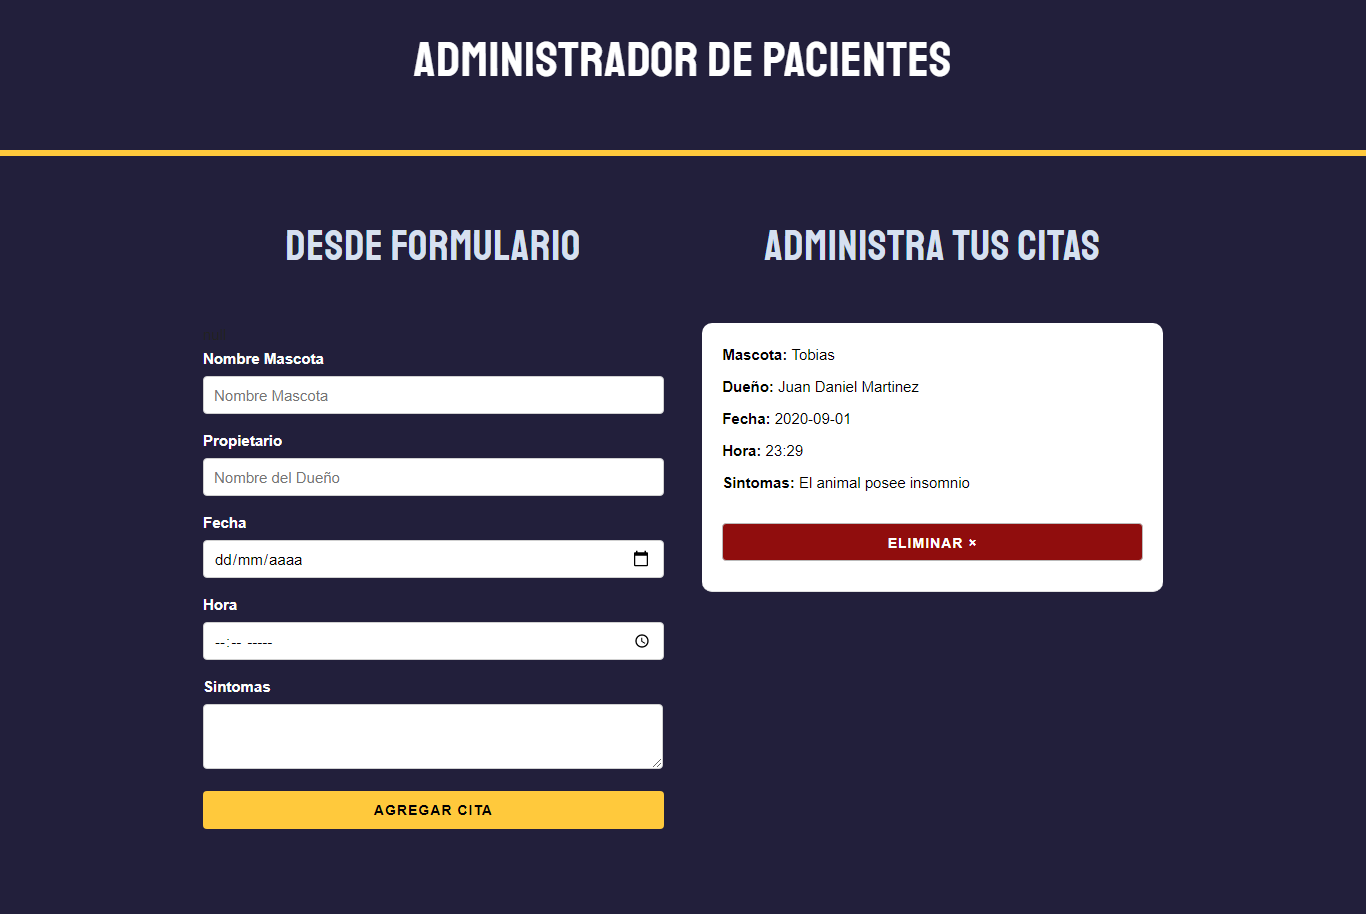 ADMINISTRADOR DE PACIENTES
DESDE FORMULARIO
Nombre Mascota
Nombre Mascota
Propietario
Nombre del Dueño
Fecha
dd/mm/aaaa
Hora
--:-- -----
Sintomas
AGREGAR CITA
ADMINISTRA TUS CITAS
Mascota: Tobias
Dueño: Juan Daniel Martinez
Fecha: 2020-09-01
Hora: 23:29
Sintomas: El animal posee insomnio
ELIMINAR ×